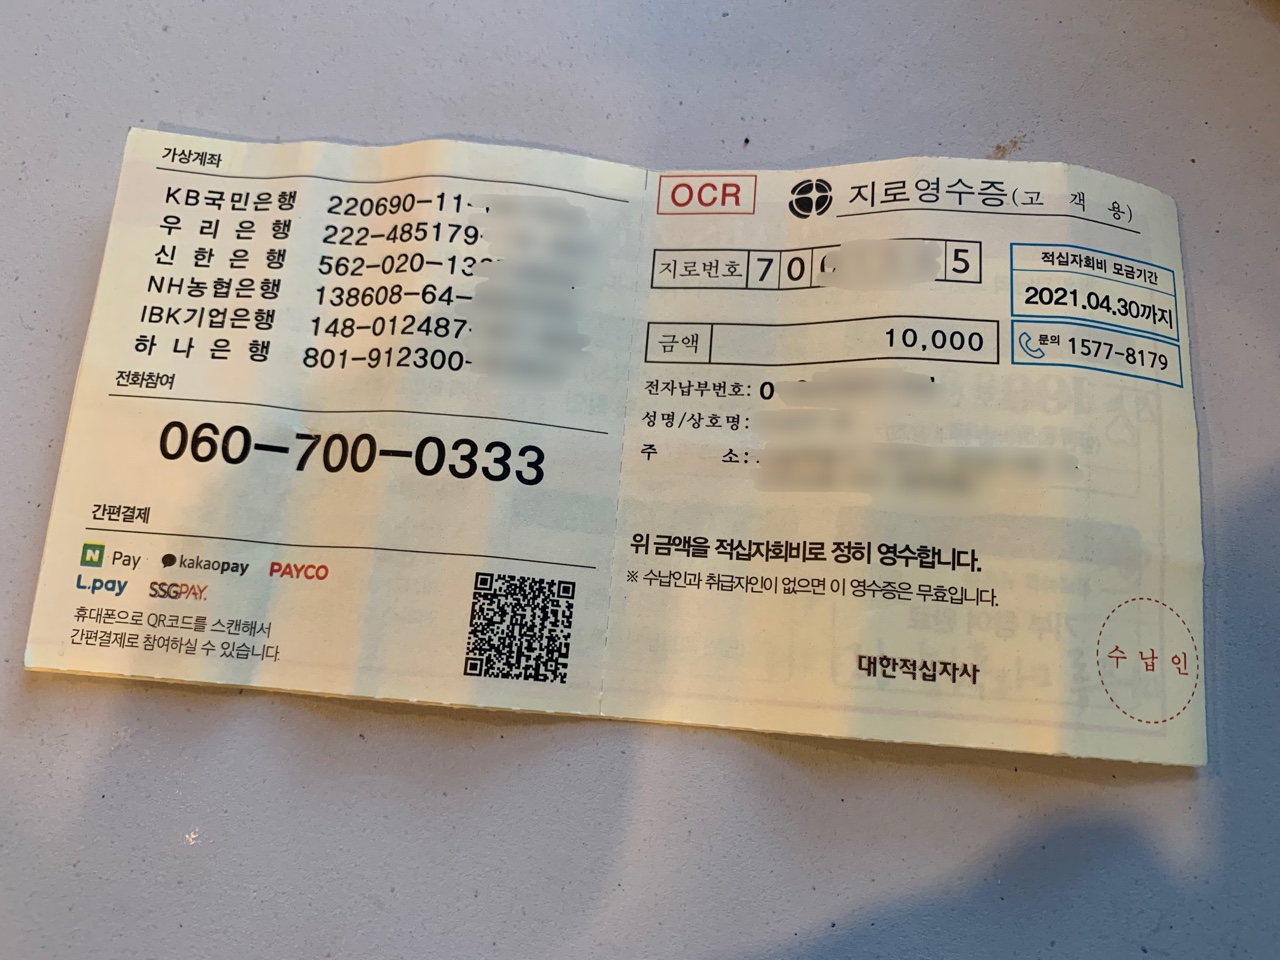 가상계좌
KB국민은행 220690-11-
우리은행 222-485179-
신한은행 562-020-13
NH농협은행 138608-64-
IBK기업은행 148-012487-
하나은행 801-912300-
전화참여
060-700-0333
간편결제
N Pay kakaopay PAYCO
L.pay SSGPAY.
휴대폰으로 QR코드를 스캔해서
간편결제로 참여하실 수 있습니다.
OCR 지로영수증(고객용)
지로번호 7 0 5
적십자회비 모금기간
2021.04.30까지
금액 10,000
문의 1577-8179
전자납부번호: 0
성명/상호명:
주 소:
위 금액을 적십자회비로 정히 영수합니다.
※ 수납인과 취급자인이 없으면 이 영수증은 무효입니다.
대한적십자사
수납인